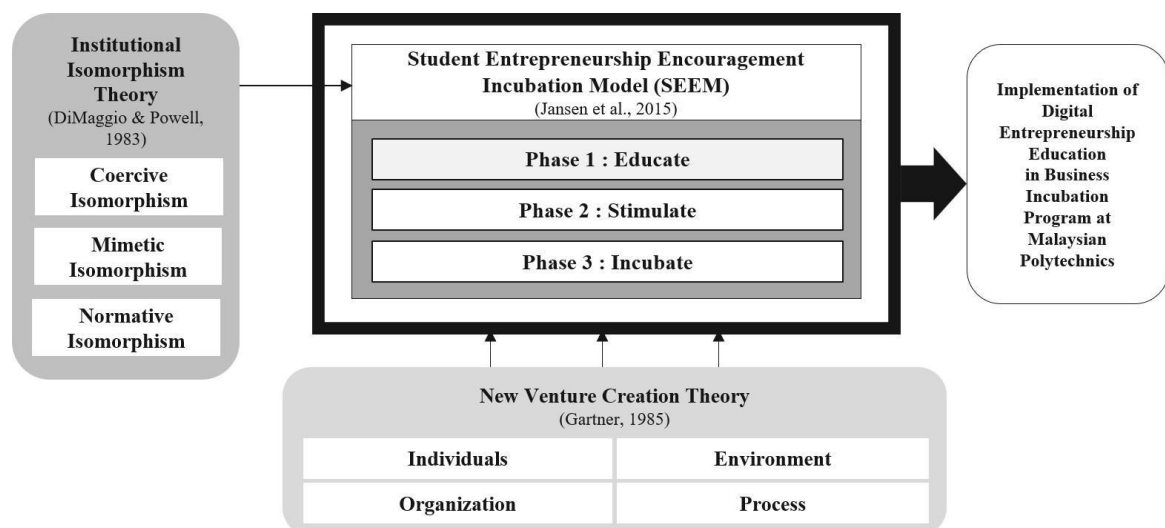 Institutional
Isomorphism
Theory
(DiMaggio & Powell,
1983)
Coercive
Isomorphism
Mimetic
Isomorphism
Normative
Isomorphism
Student Entrepreneurship Encouragement
Incubation Model (SEEM)
(Jansen et al., 2015)
Phase 1 : Educate
Phase 2 : Stimulate
Phase 3 : Incubate
Implementation of
Digital
Entrepreneurship
Education
in Business
Incubation
Program at
Malaysian
Polytechnics
New Venture Creation Theory
(Gartner, 1985)
Individuals
Environment
Organization
Process